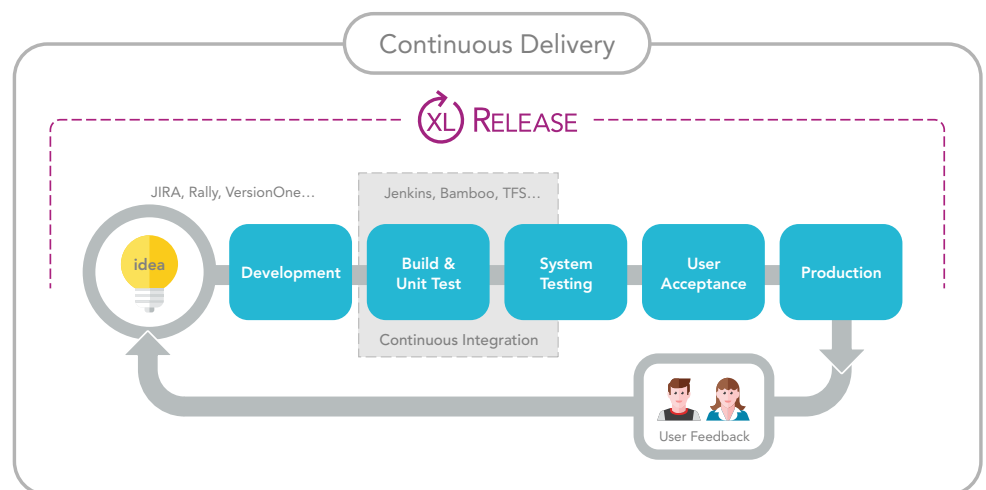 Continuous Delivery
XL RELEASE
JIRA, Rally, VersionOne...
Jenkins, Bamboo, TFS...
idea
Development
Build &
Unit Test
System
Testing
User
Acceptance
Production
Continuous Integration
User Feedback